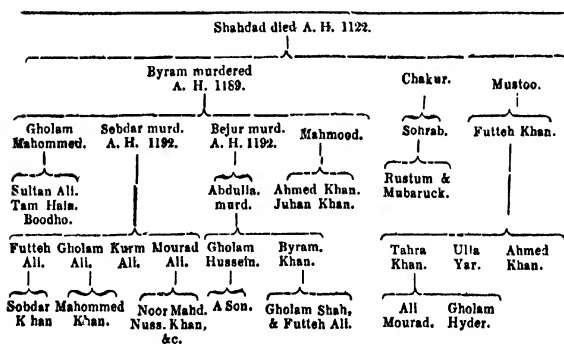 Shahdad died A. H. 1122.
Byram murdered
A. H. 1189.
Chakur.
Mustoo.
Gholam
Mahommed.
Sobdar murd.
A. H. 1192.
Bejur murd.
A. H. 1192.
Mahmood.
Sohrab.
Futteh Khan.
Sultan Ali.
Tam Hala.
Boodho.
Abdulla.
murd.
Ahmed Khan.
Juhan Khan.
Rustum &
Mubaruck.
Futteh
Ali.
Gholam
Ali.
Kurm
Ali.
Mourad
Ali.
Gholam
Hussein.
Byram.
Khan.
Tahra
Khan.
Ulla
Yar.
Ahmed
Khan.
Sobdar
Khan
Mahommed
Khan.
Noor Mahd.
Nuss. Khan,
&c.
A Son.
Gholam Shah,
& Futteh Ali.
Ali
Mourad.
Gholam
Hyder.